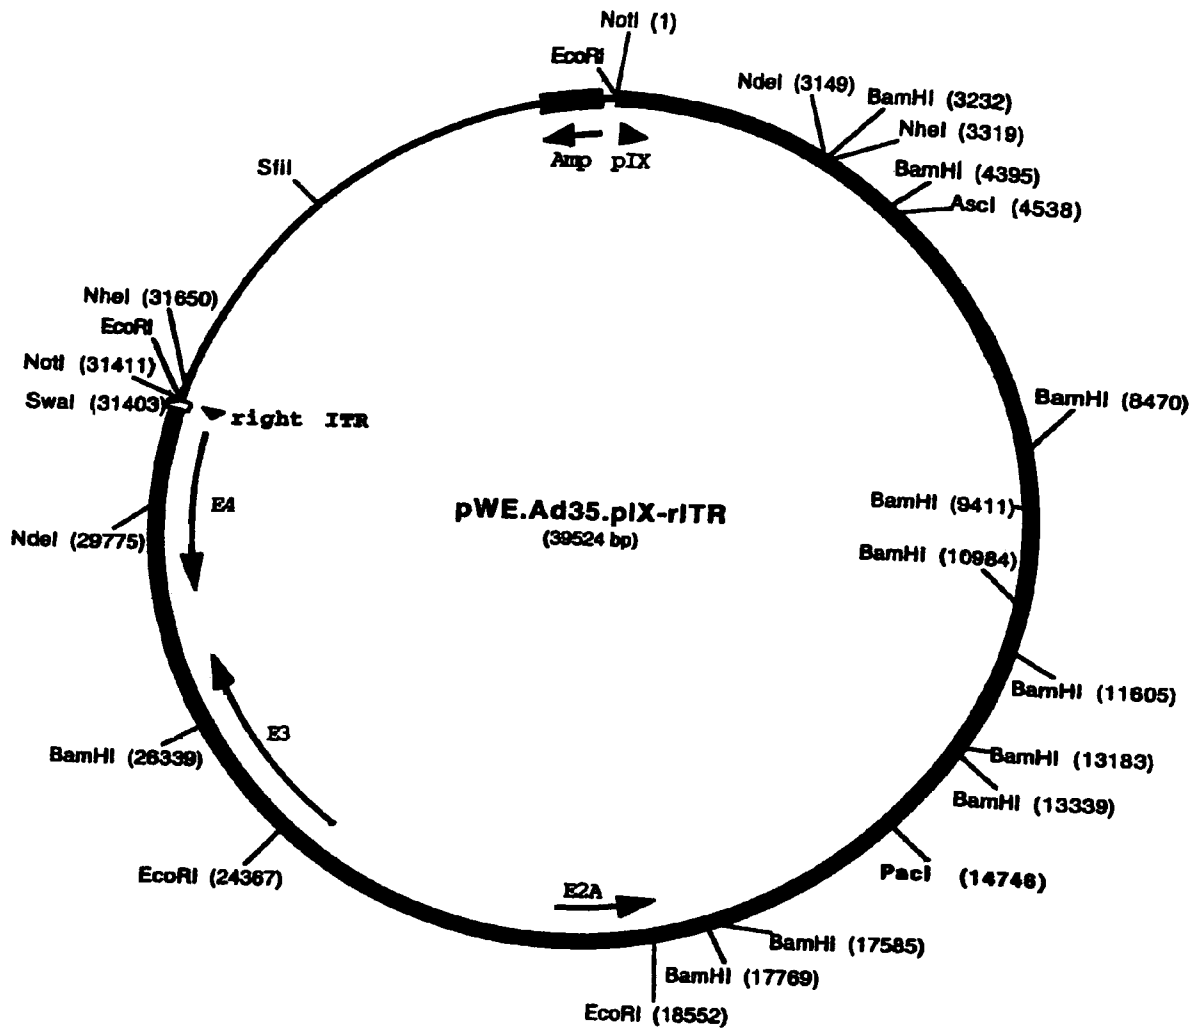 NotI (1)
EcoRI
NdeI (3149)
BamHI (3232)
NheI (3319)
BamHI (4395)
AscI (4538)
Amp pIX
SfiI
NheI (31650)
EcoRI
NotI (31411)
SwaI (31403)
right ITR
BamHI (8470)
E4
pWE.Ad35.pIX-rITR
(39524 bp)
BamHI (9411)
BamHI (10984)
NdeI (29775)
BamHI (11605)
E3
BamHI (26339)
BamHI (13183)
BamHI (13339)
EcoRI (24367)
PacI (14746)
E2A
BamHI (17585)
BamHI (17769)
EcoRI (18552)